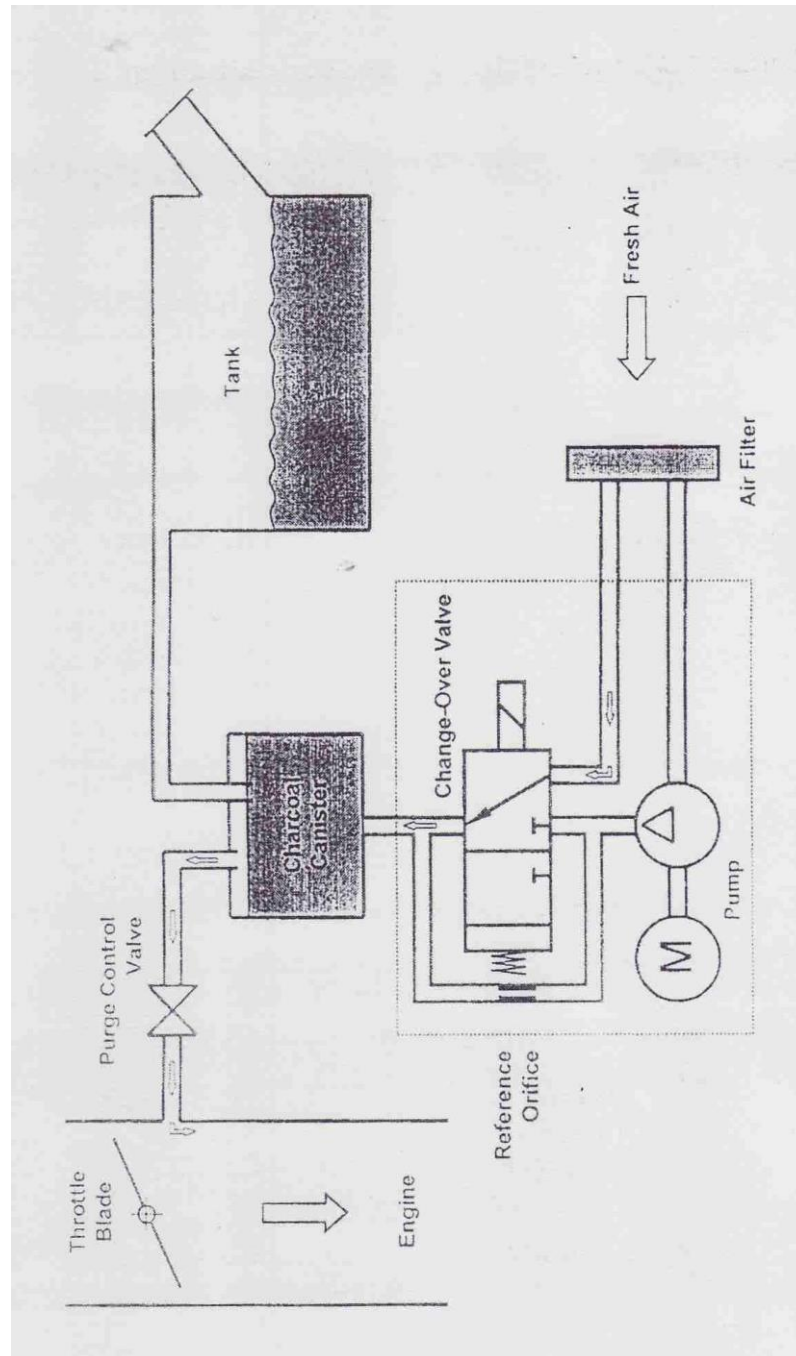 Throttle
Blade
Engine
Purge Control
Valve
Charcoal
Canister
Tank
Reference
Orifice
Change-Over Valve
M
Pump
Air Filter
Fresh Air